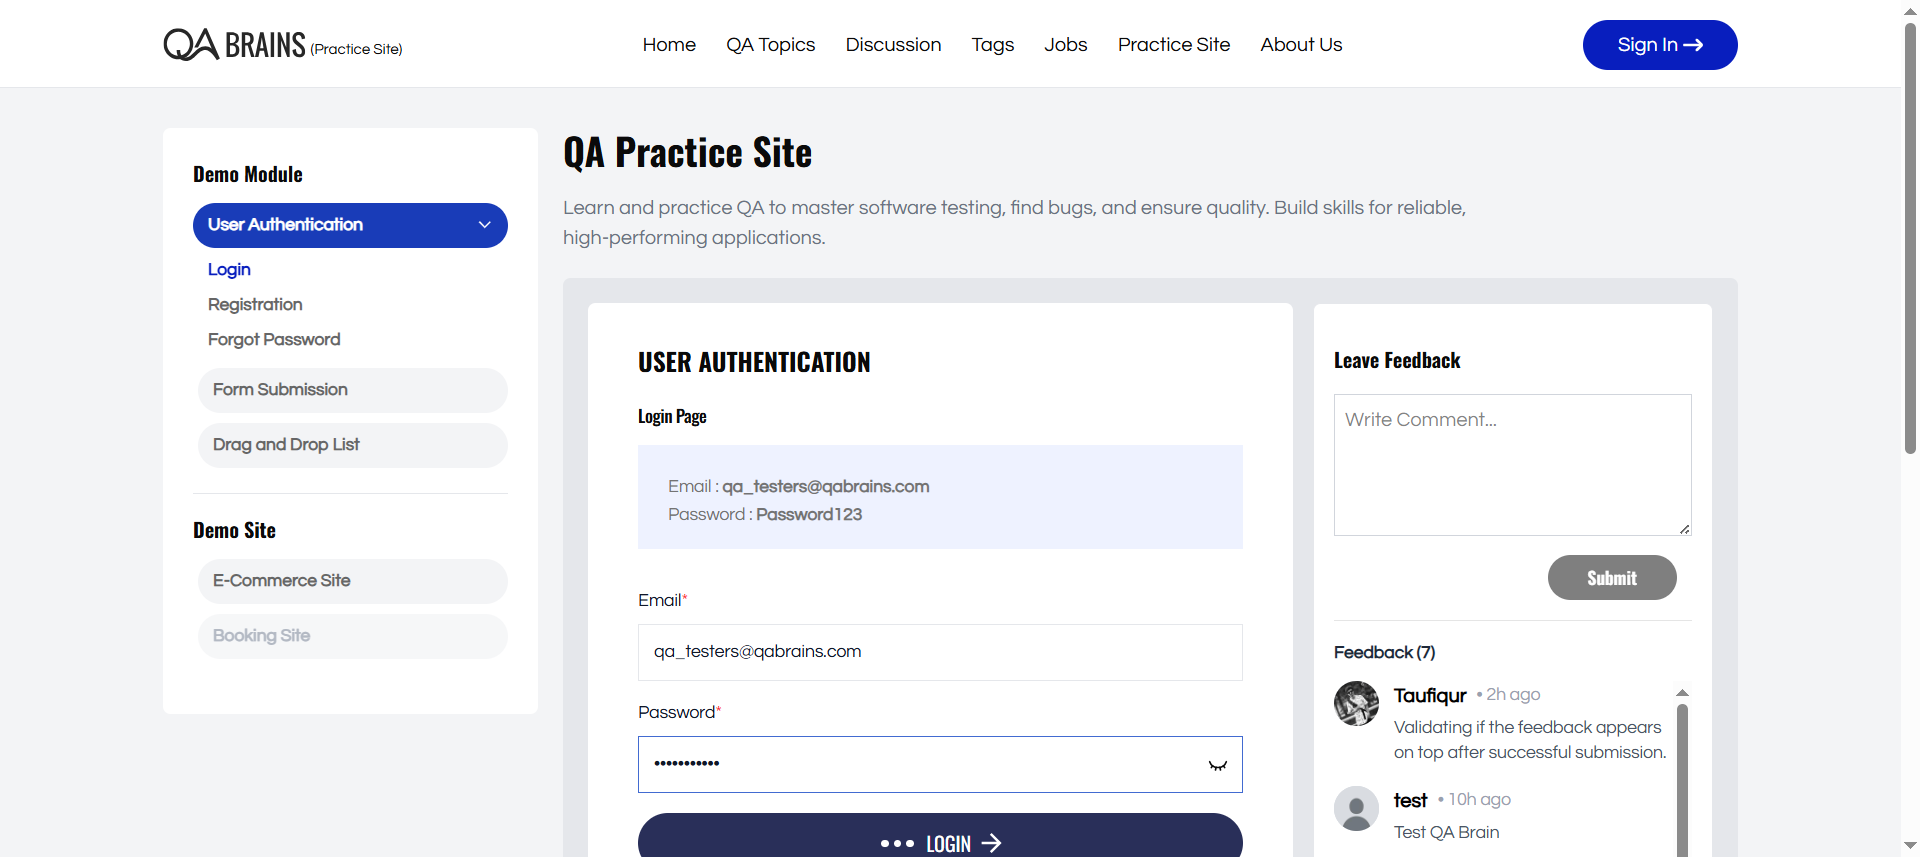 QA BRAINS (Practice Site)
Home
QA Topics
Discussion
Tags
Jobs
Practice Site
About Us
Sign In
Demo Module
User Authentication
Login
Registration
Forgot Password
Form Submission
Drag and Drop List
Demo Site
E-Commerce Site
Booking Site
QA Practice Site
Learn and practice QA to master software testing, find bugs, and ensure quality. Build skills for reliable,
high-performing applications.
USER AUTHENTICATION
Login Page
Email : qa_testers@qabrains.com
Password : Password123
Email*
qa_testers@qabrains.com
Password*
•••••••••••
LOGIN
Leave Feedback
Write Comment...
Submit
Feedback (7)
Taufiqur • 2h ago
Validating if the feedback appears
on top after successful submission.
test • 10h ago
Test QA Brain